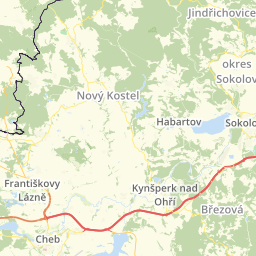 Jindřichovice
okres
Sokolov
Nový Kostel
Habartov
Sokolo
Františkovy
Lázně
Kynšperk nad
Ohří
Březová
Cheb